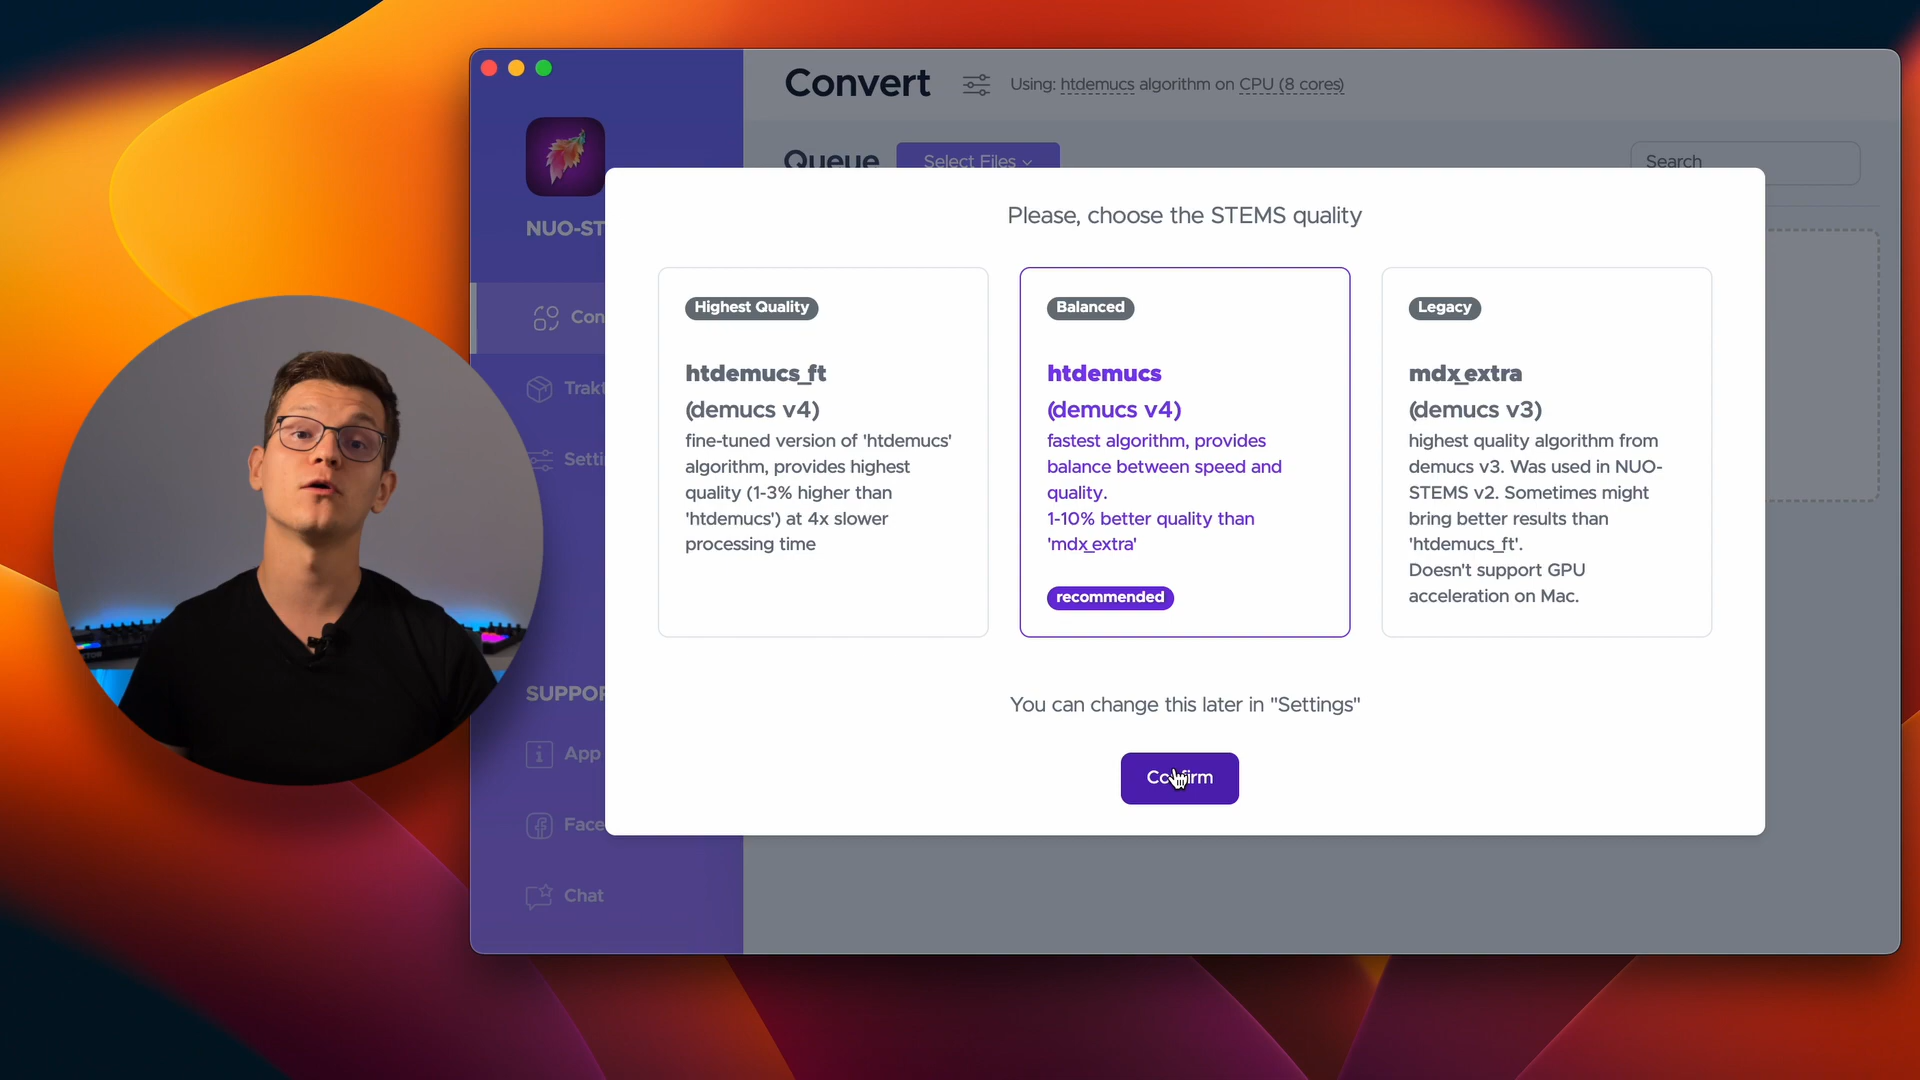 Convert
Using: htdemucs algorithm on CPU (8 cores)
Queue
Select Files
Search
NUO-ST
Con
Trakt
Setti
SUPPOR
App
Face
Chat
Please, choose the STEMS quality
Highest Quality
htdemucs_ft
(demucs v4)
fine-tuned version of 'htdemucs'
algorithm, provides highest
quality (1-3% higher than
'htdemucs') at 4x slower
processing time
Balanced
htdemucs
(demucs v4)
fastest algorithm, provides
balance between speed and
quality.
1-10% better quality than
'mdx_extra'
recommended
Legacy
mdx_extra
(demucs v3)
highest quality algorithm from
demucs v3. Was used in NUO-
STEMS v2. Sometimes might
bring better results than
'htdemucs_ft'.
Doesn't support GPU
acceleration on Mac.
You can change this later in "Settings"
Confirm